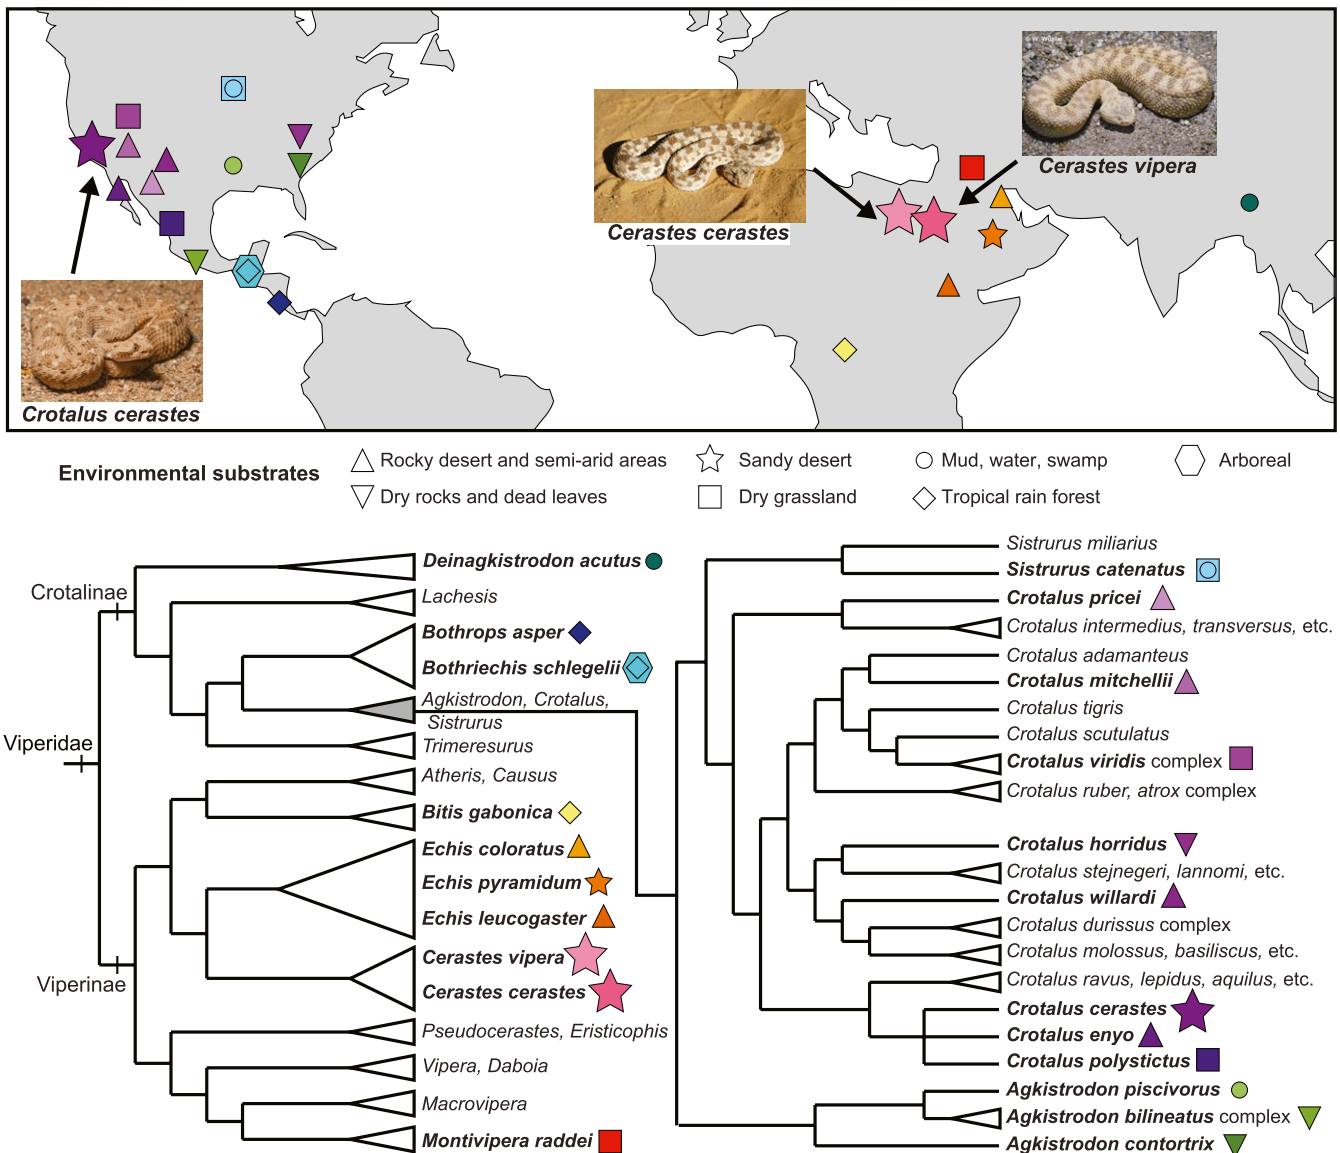 © W. Wüster
Cerastes vipera
Cerastes cerastes
Crotalus cerastes
Environmental substrates
Rocky desert and semi-arid areas
Sandy desert
Mud, water, swamp
Arboreal
Dry rocks and dead leaves
Dry grassland
Tropical rain forest
Viperidae
Crotalinae
Viperinae
Deinagkistrodon acutus
Lachesis
Bothrops asper
Bothriechis schlegelii
Agkistrodon, Crotalus,
Sistrurus
Trimeresurus
Atheris, Causus
Bitis gabonica
Echis coloratus
Echis pyramidum
Echis leucogaster
Cerastes vipera
Cerastes cerastes
Pseudocerastes, Eristicophis
Vipera, Daboia
Macrovipera
Montivipera raddei
Sistrurus miliarius
Sistrurus catenatus
Crotalus pricei
Crotalus intermedius, transversus, etc.
Crotalus adamanteus
Crotalus mitchellii
Crotalus tigris
Crotalus scutulatus
Crotalus viridis complex
Crotalus ruber, atrox complex
Crotalus horridus
Crotalus stejnegeri, lannomi, etc.
Crotalus willardi
Crotalus durissus complex
Crotalus molossus, basiliscus, etc.
Crotalus ravus, lepidus, aquilus, etc.
Crotalus cerastes
Crotalus enyo
Crotalus polystictus
Agkistrodon piscivorus
Agkistrodon bilineatus complex
Agkistrodon contortrix